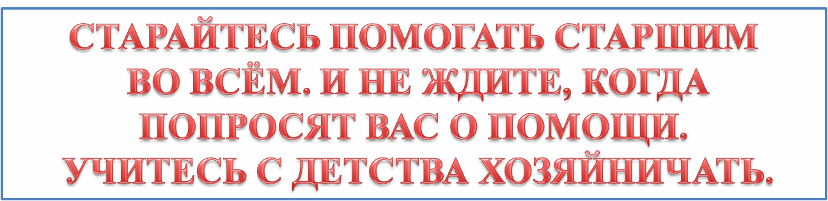 СТАРАЙТЕСЬ ПОМОГАТЬ СТАРШИМ
ВО ВСЁМ. И НЕ ЖДИТЕ, КОГДА
ПОПРОСЯТ ВАС О ПОМОЩИ.
УЧИТЕСЬ С ДЕТСТВА ХОЗЯЙНИЧАТЬ.